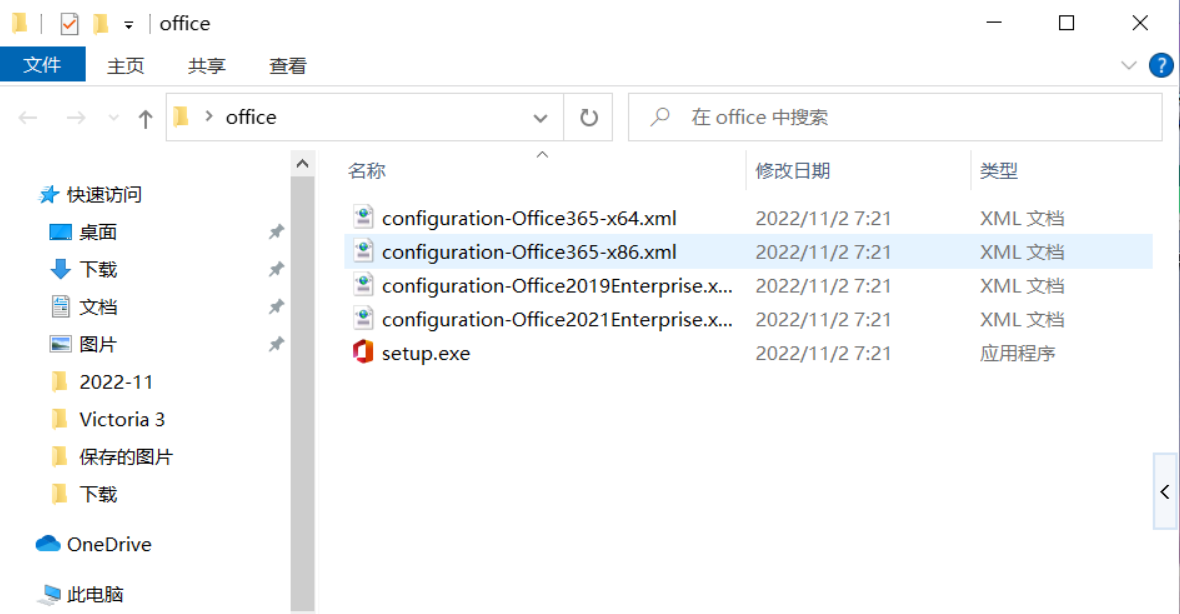 office
文件 主页 共享 查看 ?
office 在 office 中搜索
名称 修改日期 类型
快速访问
桌面
下载
文档
图片
2022-11
Victoria 3
保存的图片
下载
OneDrive
此电脑
configuration-Office365-x64.xml 2022/11/2 7:21 XML 文档
configuration-Office365-x86.xml 2022/11/2 7:21 XML 文档
configuration-Office2019Enterprise.x... 2022/11/2 7:21 XML 文档
configuration-Office2021Enterprise.x... 2022/11/2 7:21 XML 文档
setup.exe 2022/11/2 7:21 应用程序